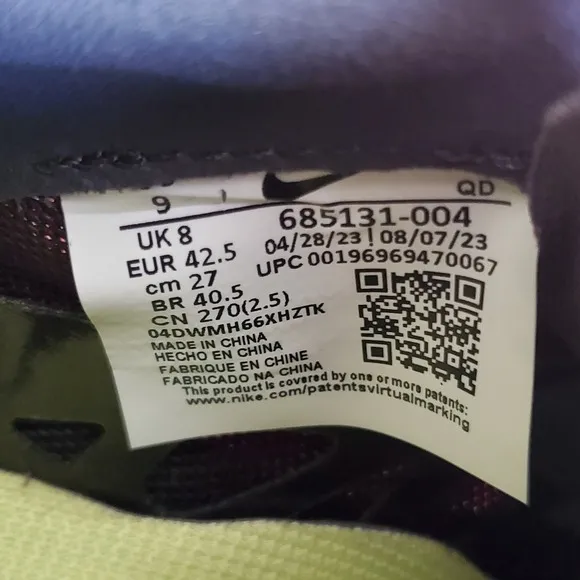 QD
9
685131-004
UK 8
04/28/23 | 08/07/23
EUR 42.5
UPC 00196969470067
cm 27
BR 40.5
CN 270(2.5)
04DWMH66XHZTK
MADE IN CHINA
HECHO EN CHINA
FABRIQUE EN CHINE
FABRICADO NA CHINA
This product is covered by one or more patents:
www.nike.com/patentsvirtualmarking